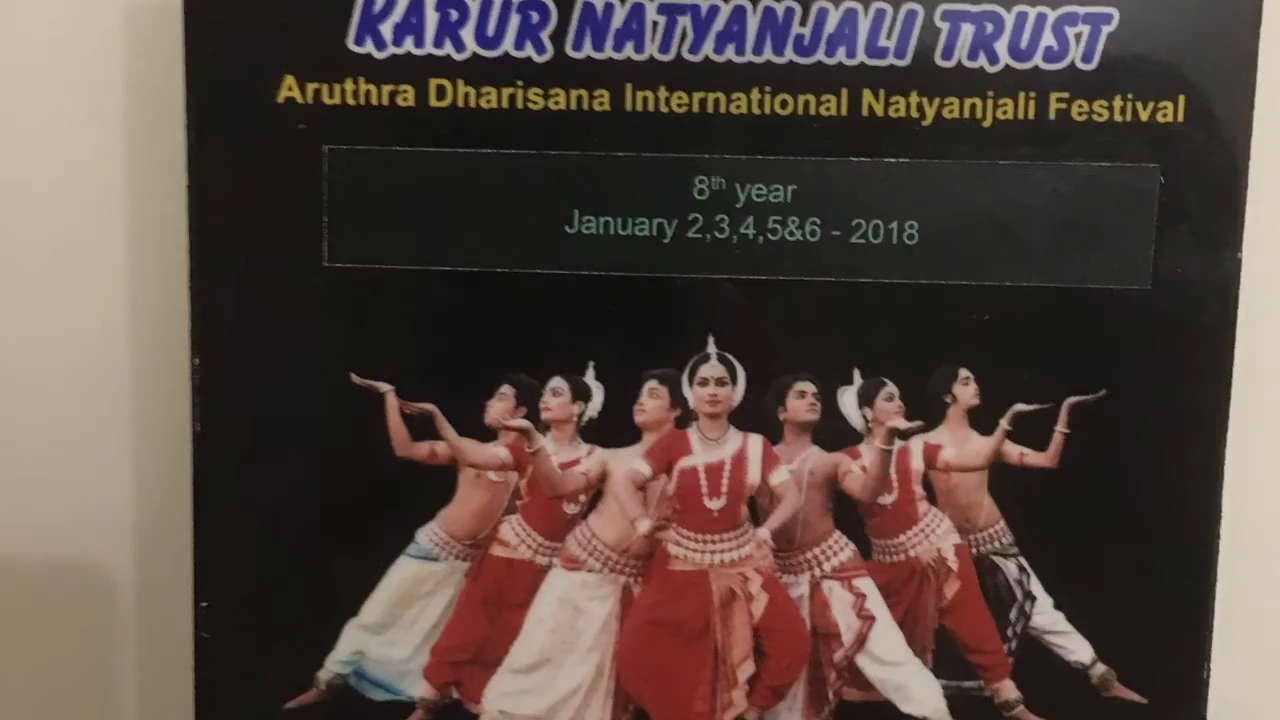 KARUR NATYANJALI TRUST
Aruthra Dharisana International Natyanjali Festival
8th year
January 2,3,4,5&6 - 2018